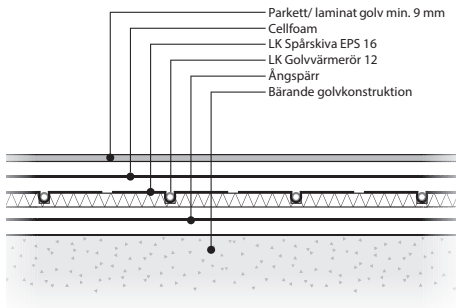 Parkett/ laminat golv min. 9 mm
Cellfoam
LK Spårskiva EPS 16
LK Golvvärmerör 12
Ångspärr
Bärande golvkonstruktion